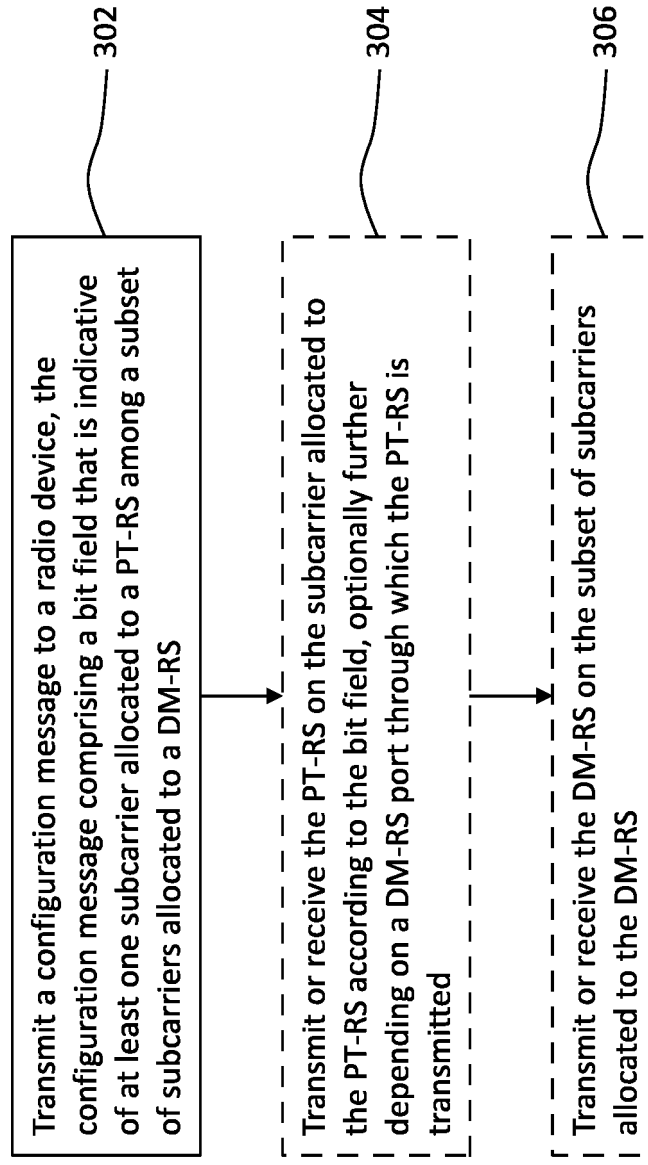 Transmit a configuration message to a radio device, the
configuration message comprising a bit field that is indicative
of at least one subcarrier allocated to a PT-RS among a subset
of subcarriers allocated to a DM-RS
302
Transmit or receive the PT-RS on the subcarrier allocated to
the PT-RS according to the bit field, optionally further
depending on a DM-RS port through which the PT-RS is
transmitted
304
Transmit or receive the DM-RS on the subset of subcarriers
allocated to the DM-RS
306